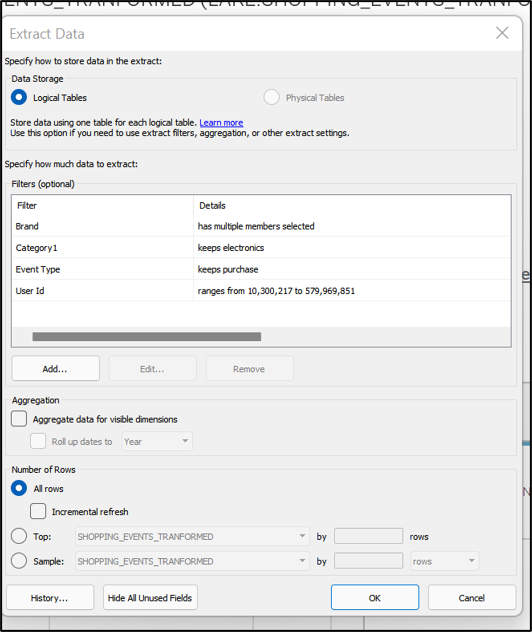 ENTS_TRANFORMED (LAKE.SHOPPING_EVENTS_TRANFO
Extract Data
Specify how to store data in the extract:
Data Storage
Logical Tables
Physical Tables
Store data using one table for each logical table. Learn more
Use this option if you need to use extract filters, aggregation, or other extract settings.
Specify how much data to extract:
Filters (optional)
Filter Details
Brand has multiple members selected
Category1 keeps electronics
Event Type keeps purchase
User Id ranges from 10,300,217 to 579,969,851
Add... Edit... Remove
Aggregation
Aggregate data for visible dimensions
Roll up dates to Year
Number of Rows
All rows
Incremental refresh
Top: SHOPPING_EVENTS_TRANFORMED by rows
Sample: SHOPPING_EVENTS_TRANFORMED by rows
History... Hide All Unused Fields OK Cancel